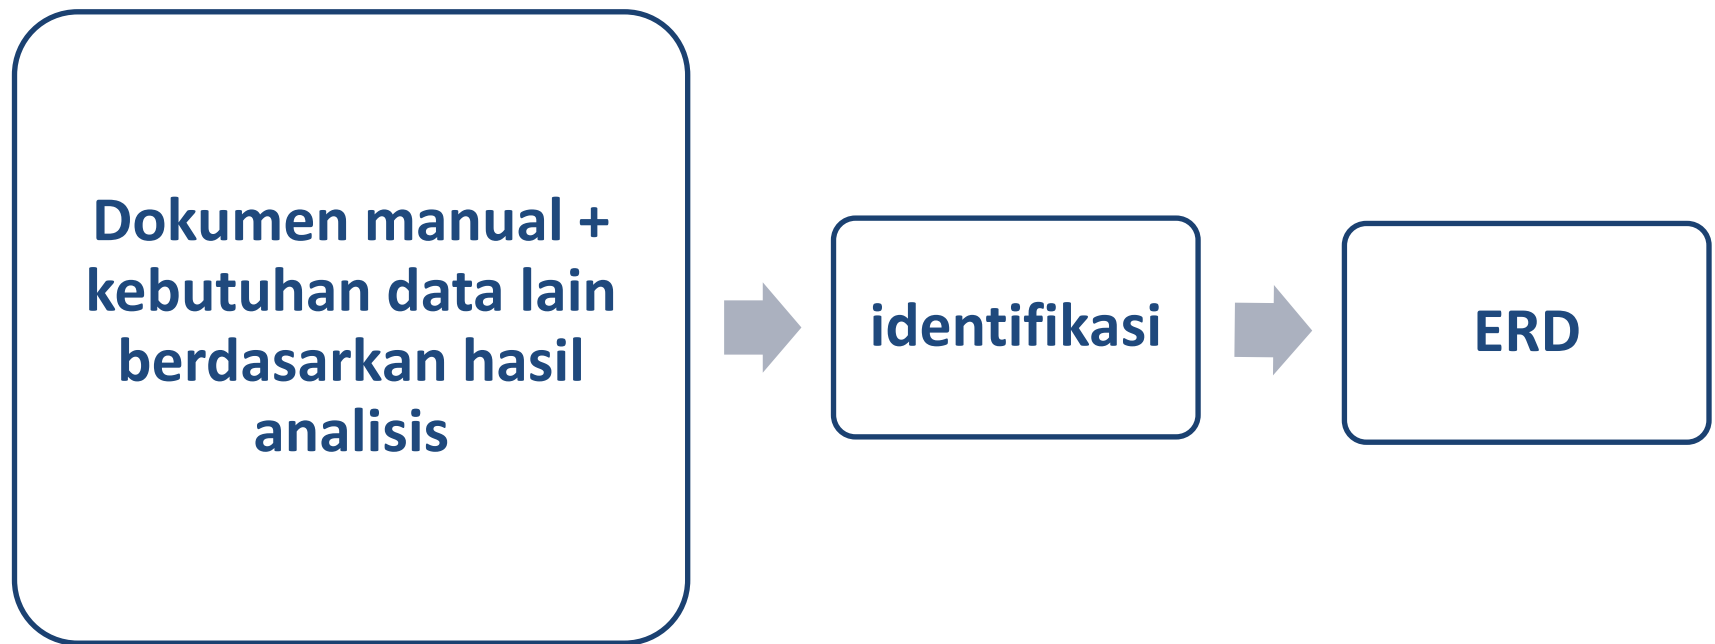 Dokumen manual +
kebutuhan data lain
berdasarkan hasil
analisis
identifikasi
ERD